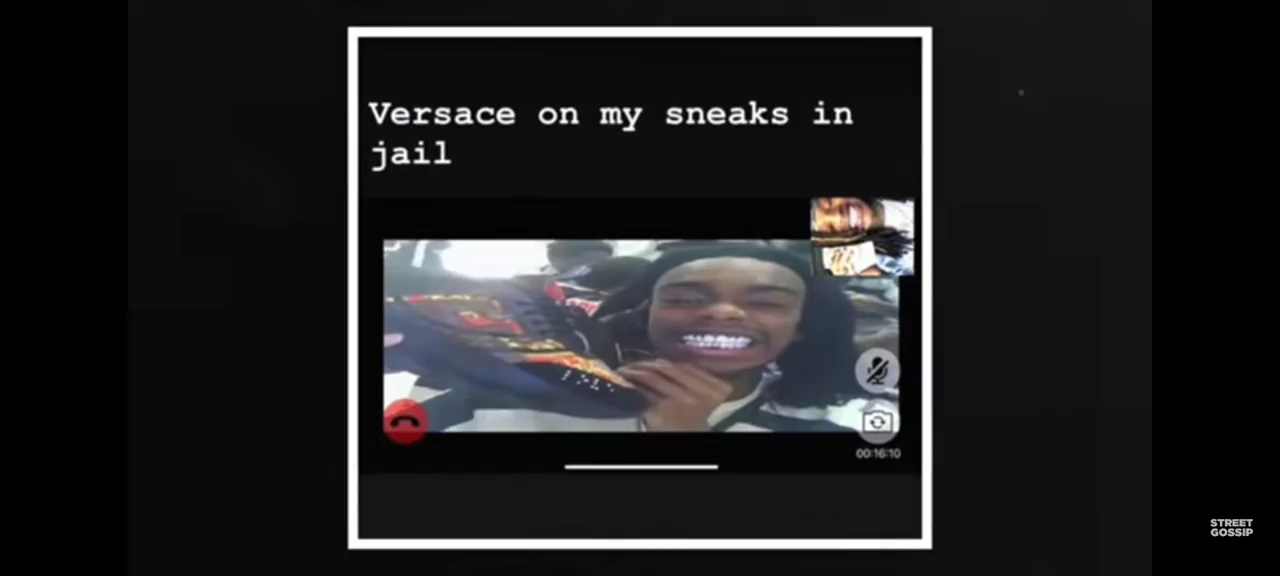 Versace on my sneaks in
jail
00:16:10
STREET
GOSSIP